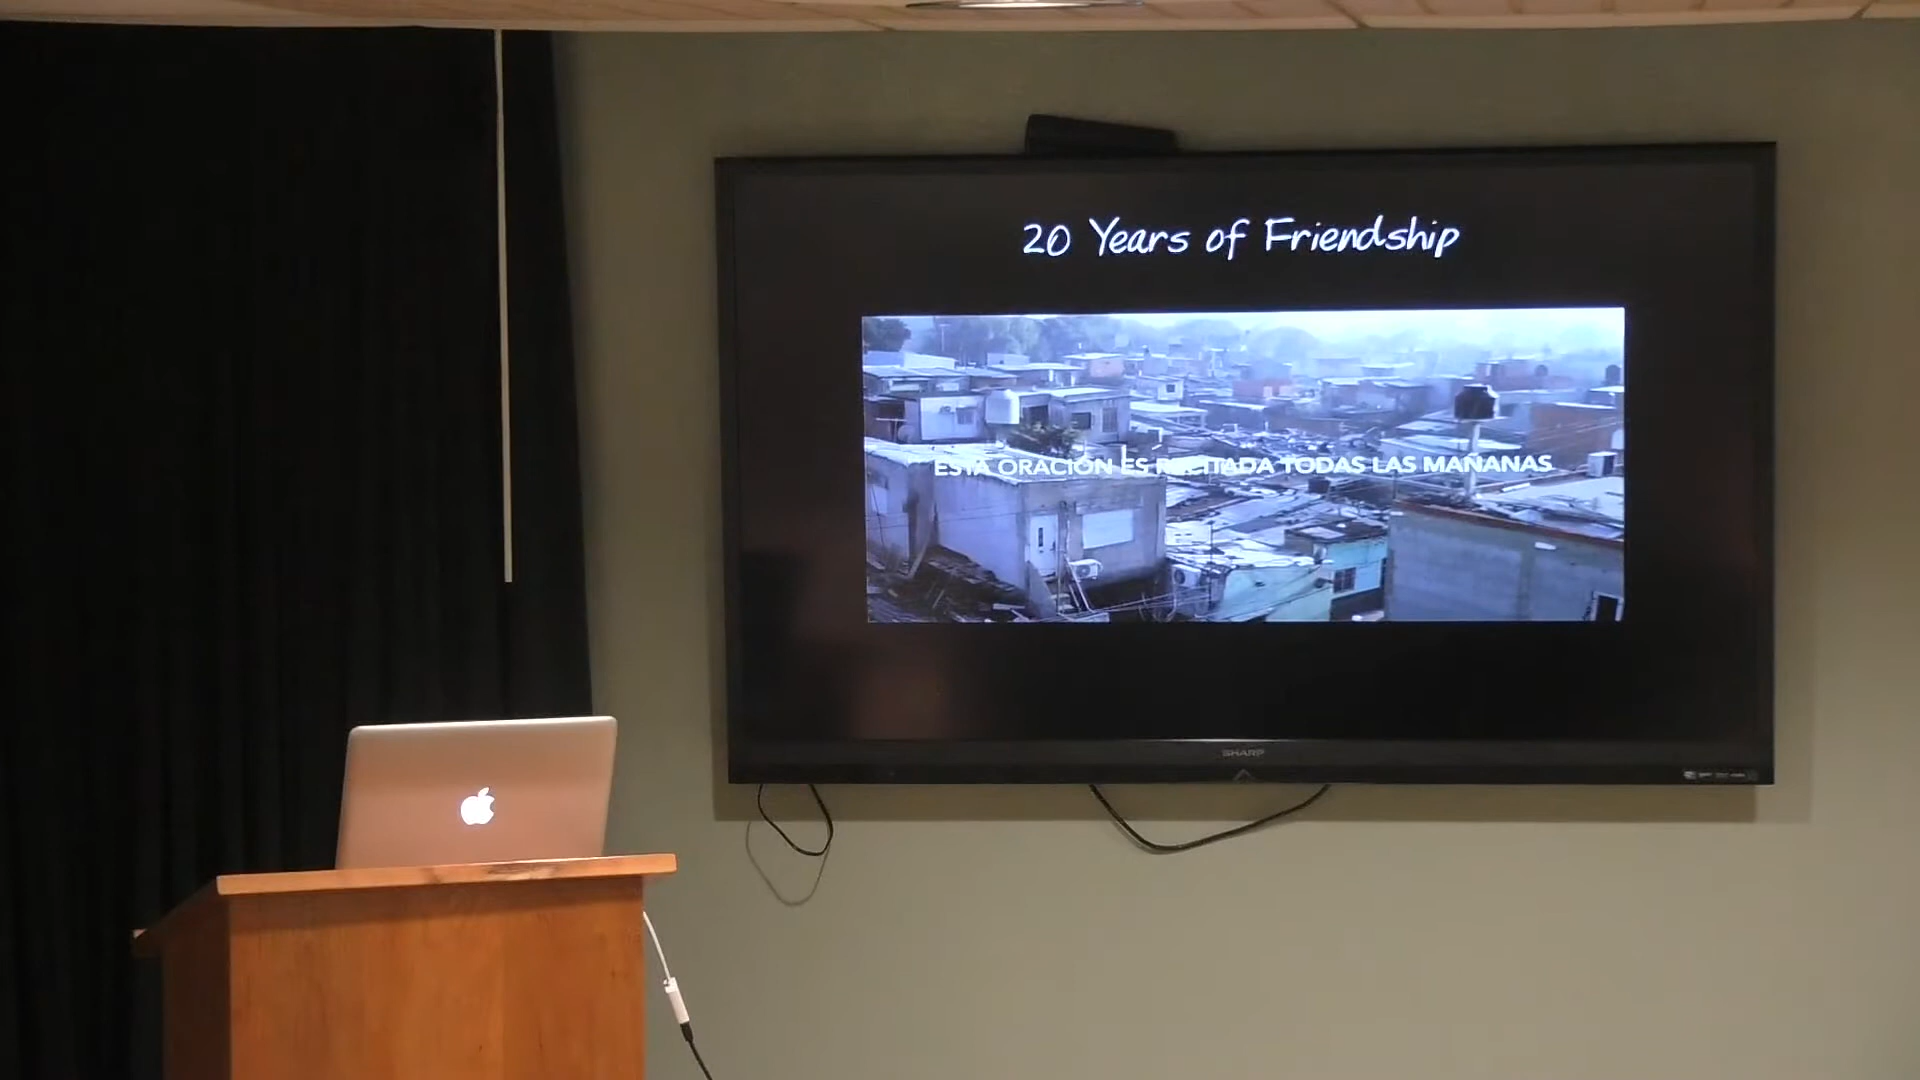 20 Years of Friendship
ESTA ORACIÓN ES RECITADA TODAS LAS MAÑANAS
SHARP